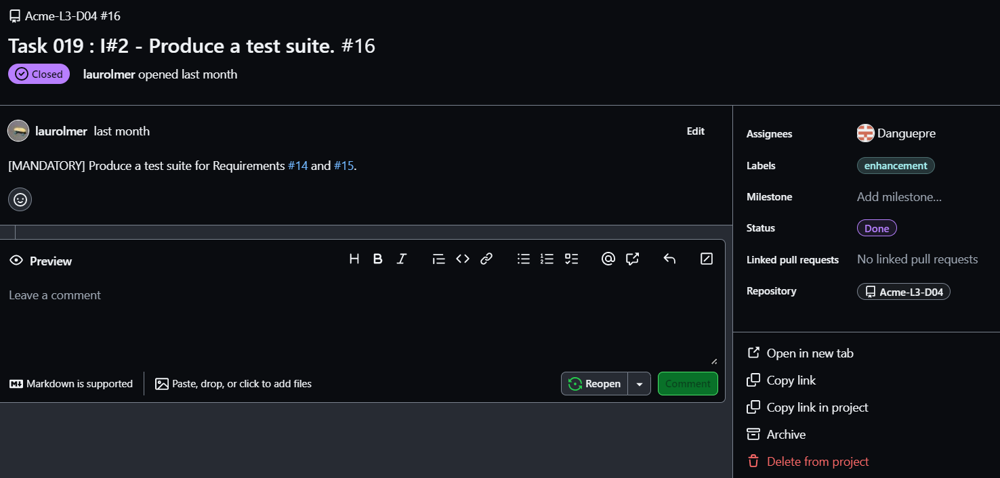 Acme-L3-D04 #16
Task 019 : I#2 - Produce a test suite. #16
Closed
laurolmer opened last month
laurolmer last month
Edit
[MANDATORY] Produce a test suite for Requirements #14 and #15.
Preview
H B I
Leave a comment
Markdown is supported
Paste, drop, or click to add files
Reopen
Comment
Assignees
Danguepre
Labels
enhancement
Milestone
Add milestone...
Status
Done
Linked pull requests
No linked pull requests
Repository
Acme-L3-D04
Open in new tab
Copy link
Copy link in project
Archive
Delete from project